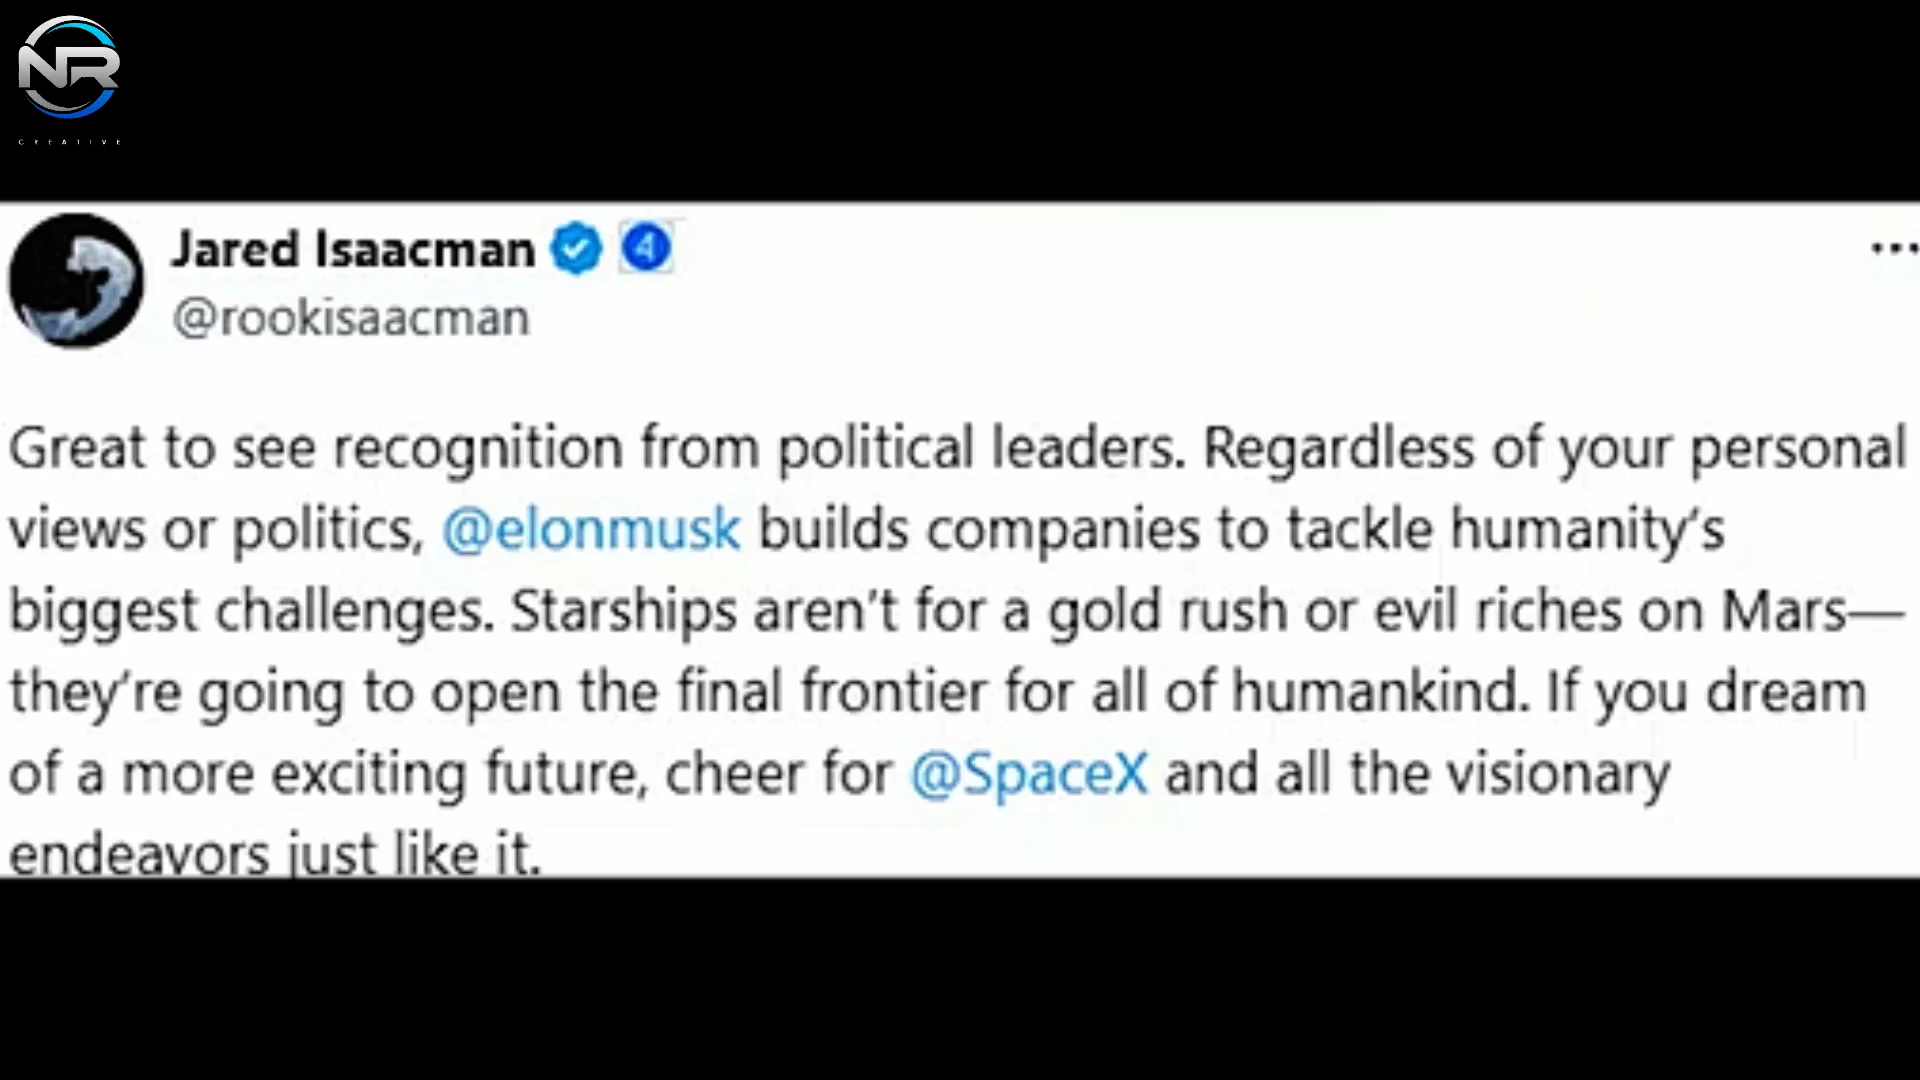 NR
CREATIVE
Jared Isaacman 4
@rookisaacman
Great to see recognition from political leaders. Regardless of your personal
views or politics, @elonmusk builds companies to tackle humanity’s
biggest challenges. Starships aren’t for a gold rush or evil riches on Mars—
they’re going to open the final frontier for all of humankind. If you dream
of a more exciting future, cheer for @SpaceX and all the visionary
endeavors just like it.